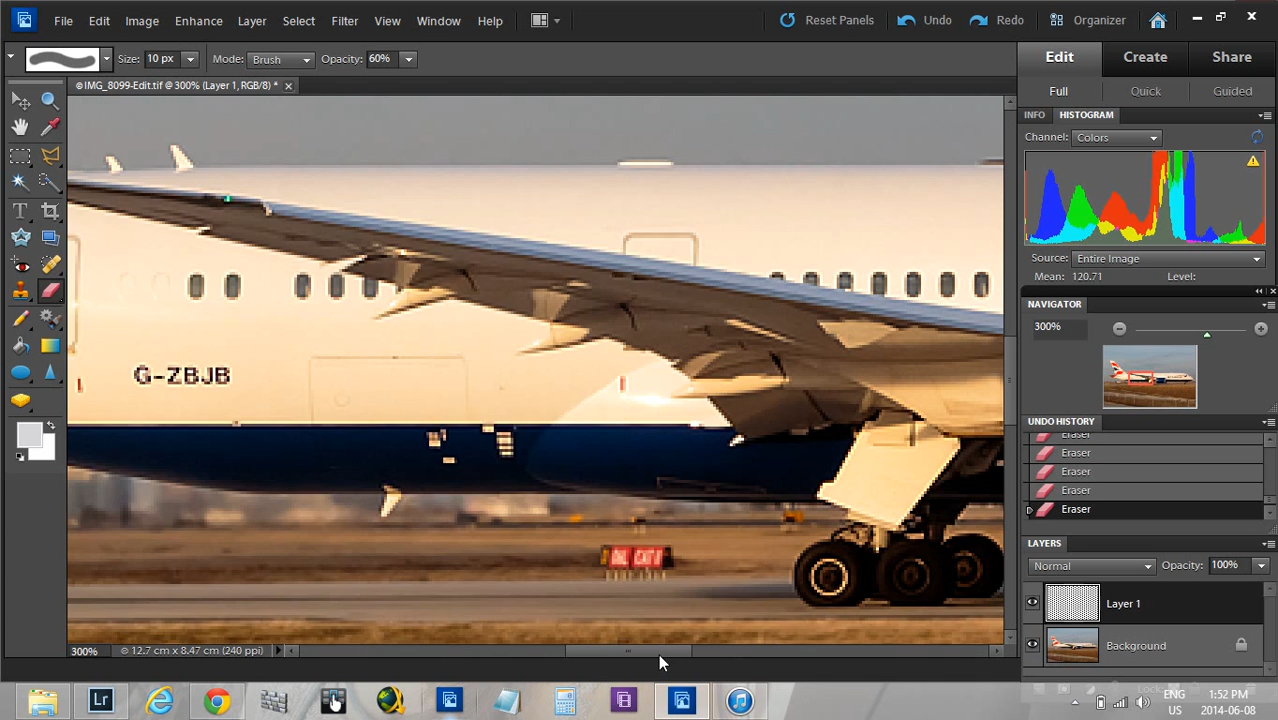 File Edit Image Enhance Layer Select Filter View Window Help Reset Panels Undo Redo Organizer
Size: 10 px Mode: Brush Opacity: 60%
Edit Create Share
IMG_8099-Edit.tif @ 300% (Layer 1, RGB/8) *
Full Quick Guided
INFO HISTOGRAM
Channel: Colors
Source: Entire Image
Mean: 120.71 Level:
NAVIGATOR
300%
G-ZBJB
UNDO HISTORY
Eraser
Eraser
Eraser
Eraser
Eraser
LAYERS
Normal Opacity: 100%
Layer 1
Background
300% 12.7 cm x 8.47 cm (240 ppi)
Lock:
Lr
ENG
US
1:52 PM
2014-06-08